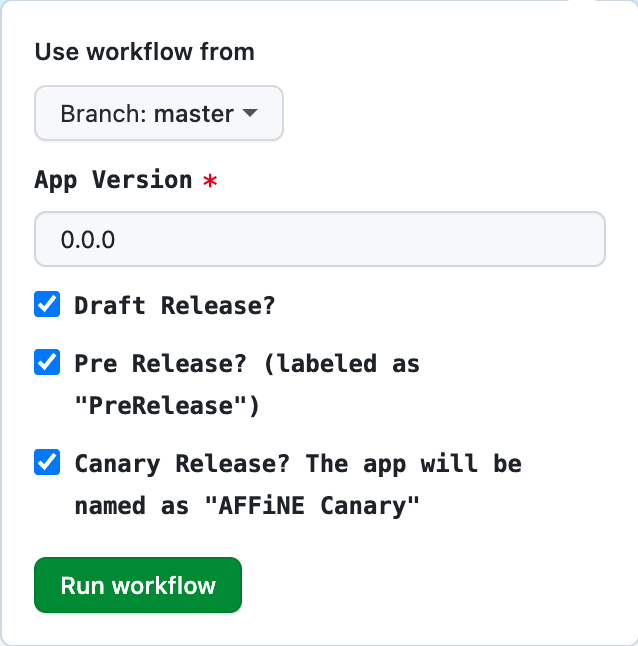 Use workflow from
Branch: master
App Version *
0.0.0
Draft Release?
Pre Release? (labeled as
"PreRelease")
Canary Release? The app will be
named as "AFFiNE Canary"
Run workflow